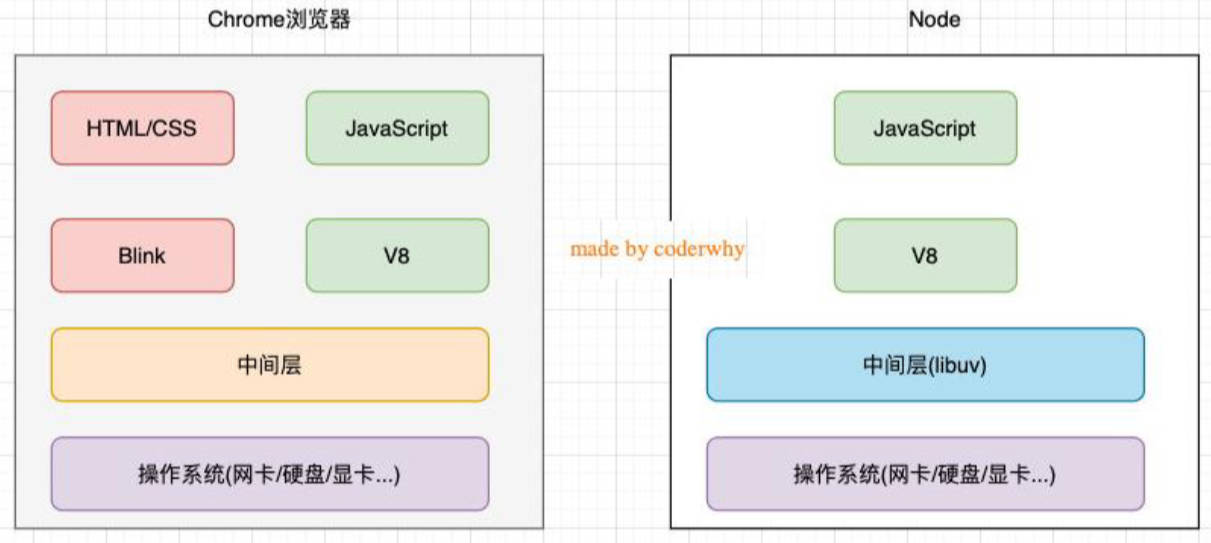 Chrome浏览器
HTML/CSS
JavaScript
Blink
V8
中间层
操作系统(网卡/硬盘/显卡...)
made by coderwhy
Node
JavaScript
V8
中间层(libuv)
操作系统(网卡/硬盘/显卡...)